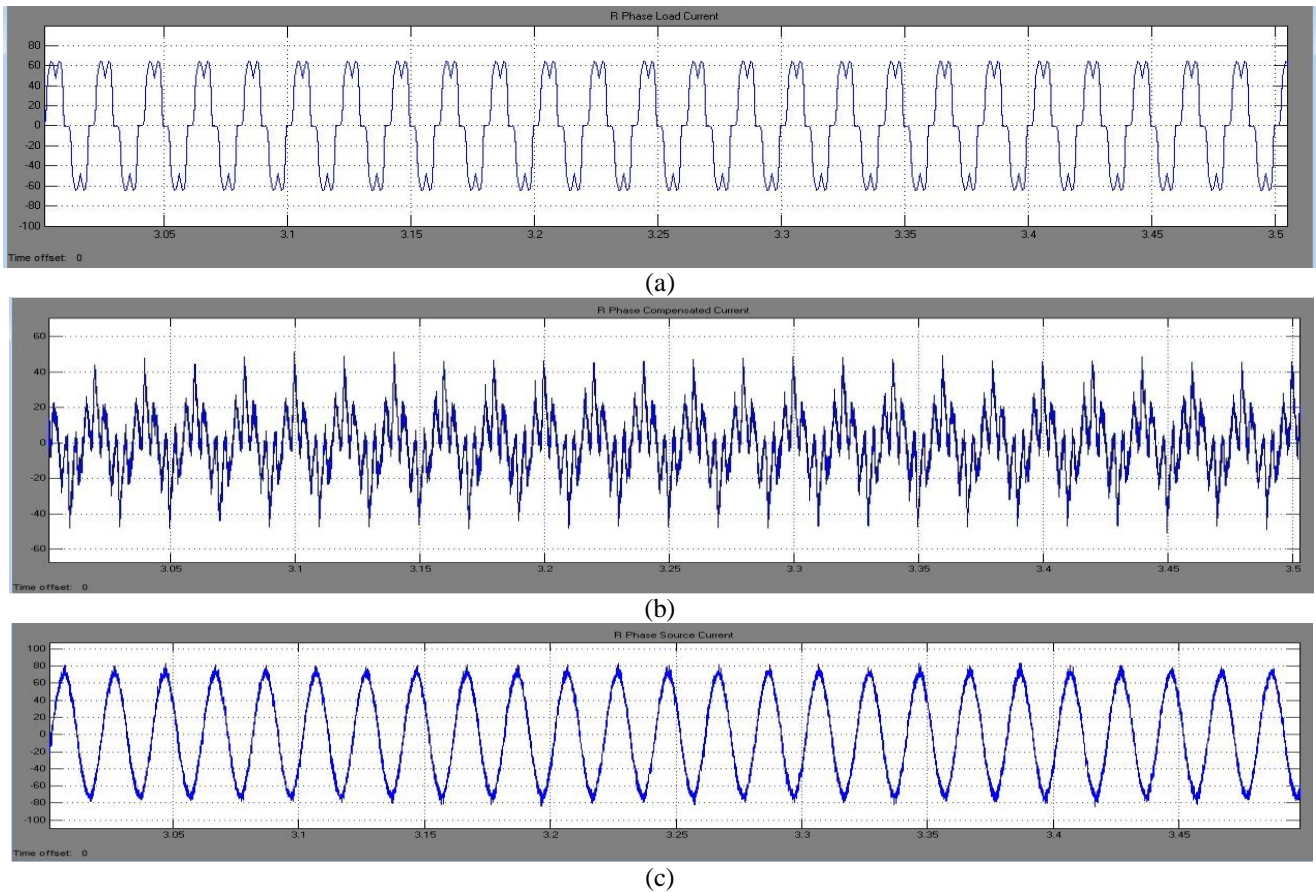 R Phase Load Current
80
60
40
20
0
-20
-40
-60
-80
-100
3.05 3.1 3.15 3.2 3.25 3.3 3.35 3.4 3.45 3.5
Time offset: 0
(a)
R Phase Compensated Current
60
40
20
0
-20
-40
-60
3.05 3.1 3.15 3.2 3.25 3.3 3.35 3.4 3.45 3.5
Time offset: 0
(b)
R Phase Source Current
100
80
60
40
20
0
-20
-40
-60
-80
-100
3.05 3.1 3.15 3.2 3.25 3.3 3.35 3.4 3.45
Time offset: 0
(c)